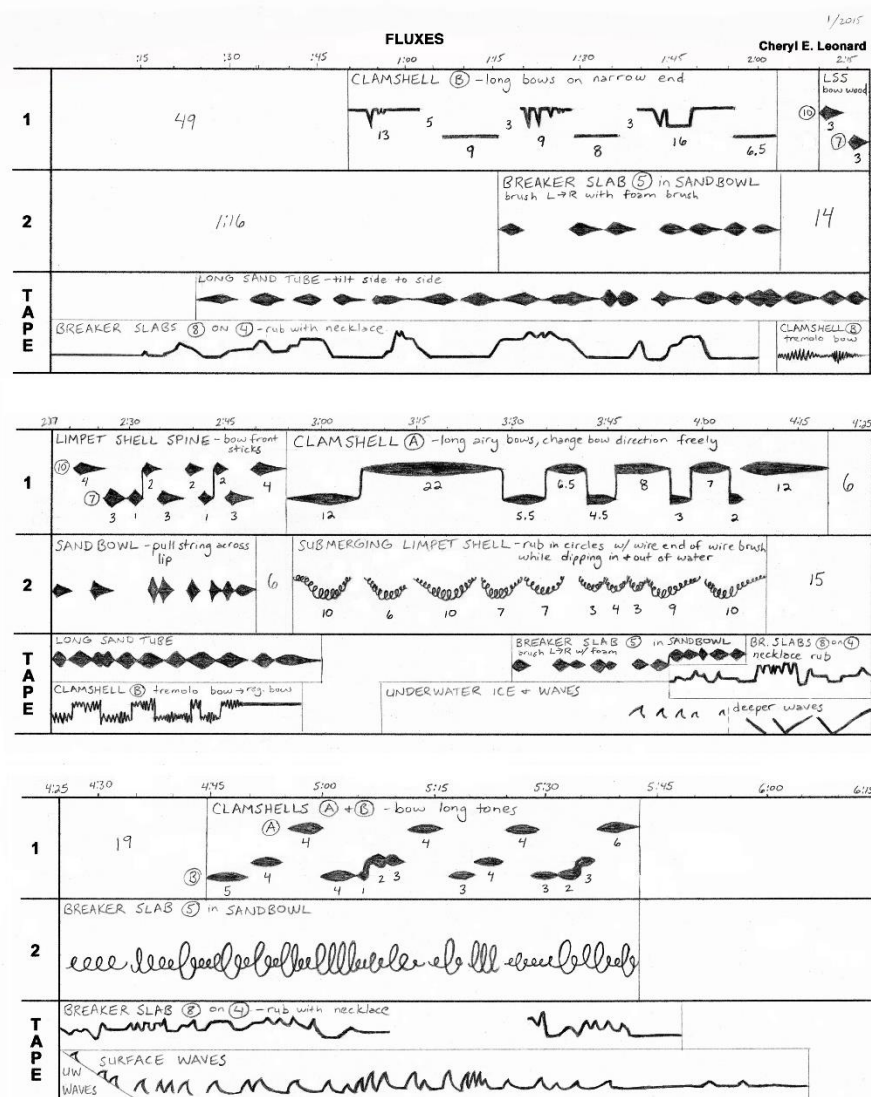 1/2015
FLUXES
Cheryl E. Leonard
:15 :30 :45 1:00 1:15 1:30 1:45 2:00 2:15
1
49
CLAMSHELL B - long bows on narrow end
13 5 9 3 9 8 3 16 6.5
LSS
bow wood
10
3
7
3
2
1:16
BREAKER SLAB 5 in SANDBOWL
brush L→R with foam brush
14
TAPE
LONG SAND TUBE - tilt side to side
BREAKER SLABS 8 ON 4 - rub with necklace
CLAMSHELL B
tremolo bow
2:30 2:45 3:00 3:15 3:30 3:45 4:00 4:15 4:25
1
LIMPET SHELL SPINE - bow front
sticks
10
4 2 2 2 4
7
3 1 3 1 3
CLAMSHELL A - long airy bows, change bow direction freely
12 22 5.5 6.5 4.5 8 3 7 2 12
6
2
SANDBOWL - pull string across
lip
6
SUBMERGING LIMPET SHELL - rub in circles w/ wire end of wire brush
while dipping in + out of water
10 6 10 7 7 3 4 3 9 10
15
TAPE
LONG SAND TUBE
BREAKER SLAB 5 in SANDBOWL
brush L→R w/ foam
BR. SLABS 8 on 4
necklace rub
CLAMSHELL B tremolo bow → reg. bow
UNDERWATER ICE + WAVES
deeper waves
4:25 4:30 4:45 5:00 5:15 5:30 5:45 6:00 6:15
1
19
CLAMSHELLS A + B - bow long tones
A
4 4 4 6
B
5 4 4 1 2 3 3 4 3 2 3
2
BREAKER SLAB 5 in SANDBOWL
TAPE
BREAKER SLAB 8 on 4 - rub with necklace
SURFACE WAVES
UW
WAVES